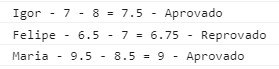 Igor - 7 - 8 = 7.5 - Aprovado
Felipe - 6.5 - 7 = 6.75 - Reprovado
Maria - 9.5 - 8.5 = 9 - Aprovado